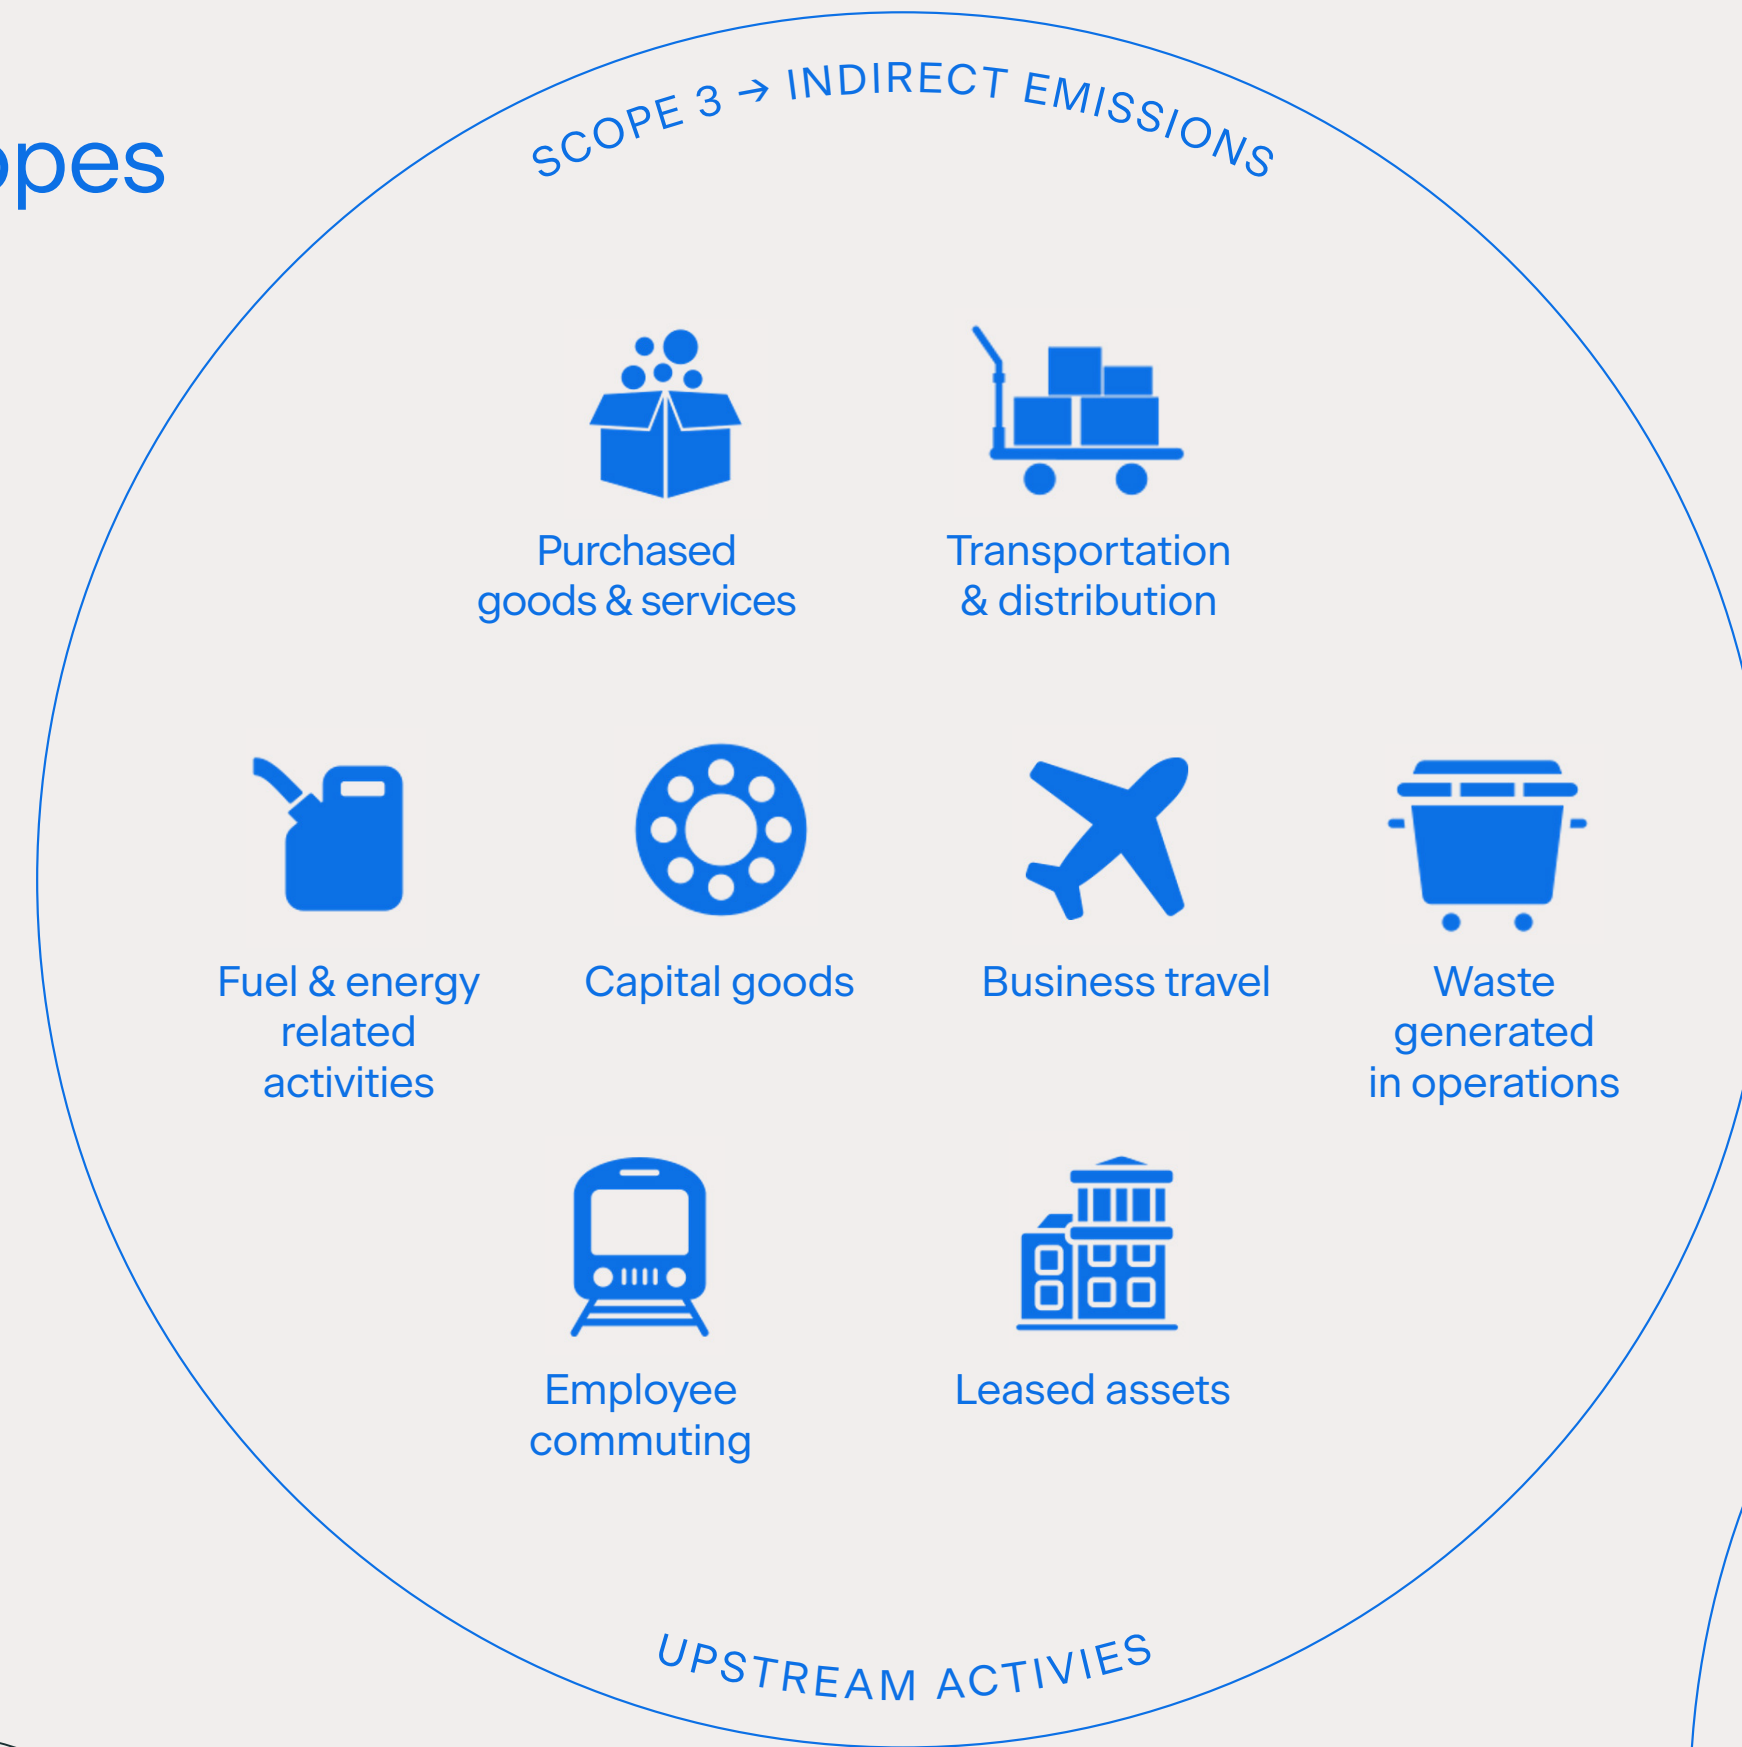 opes
SCOPE 3 → INDIRECT EMISSIONS
Purchased
goods & services
Transportation
& distribution
Fuel & energy
related
activities
Capital goods
Business travel
Waste
generated
in operations
Employee
commuting
Leased assets
UPSTREAM ACTIVIES